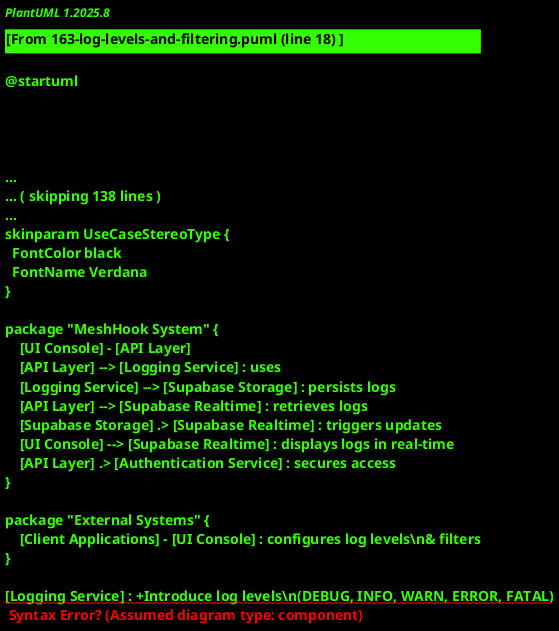 PlantUML 1.2025.8
[From 163-log-levels-and-filtering.puml (line 18) ]
@startuml
...
... ( skipping 138 lines )
...
skinparam UseCaseStereoType {
FontColor black
FontName Verdana
}
package "MeshHook System" {
[UI Console] - [API Layer]
[API Layer] --> [Logging Service] : uses
[Logging Service] --> [Supabase Storage] : persists logs
[API Layer] --> [Supabase Realtime] : retrieves logs
[Supabase Storage] .> [Supabase Realtime] : triggers updates
[UI Console] --> [Supabase Realtime] : displays logs in real-time
[API Layer] .> [Authentication Service] : secures access
}
package "External Systems" {
[Client Applications] - [UI Console] : configures log levels\n& filters
}
[Logging Service] : +Introduce log levels\n(DEBUG, INFO, WARN, ERROR, FATAL)
Syntax Error? (Assumed diagram type: component)